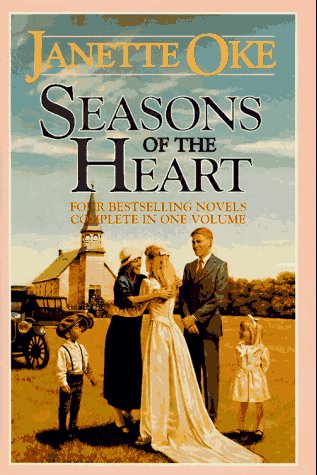 JANETTE OKE
SEASONS
OF THE
HEART
FOUR BESTSELLING NOVELS
COMPLETE IN ONE VOLUME